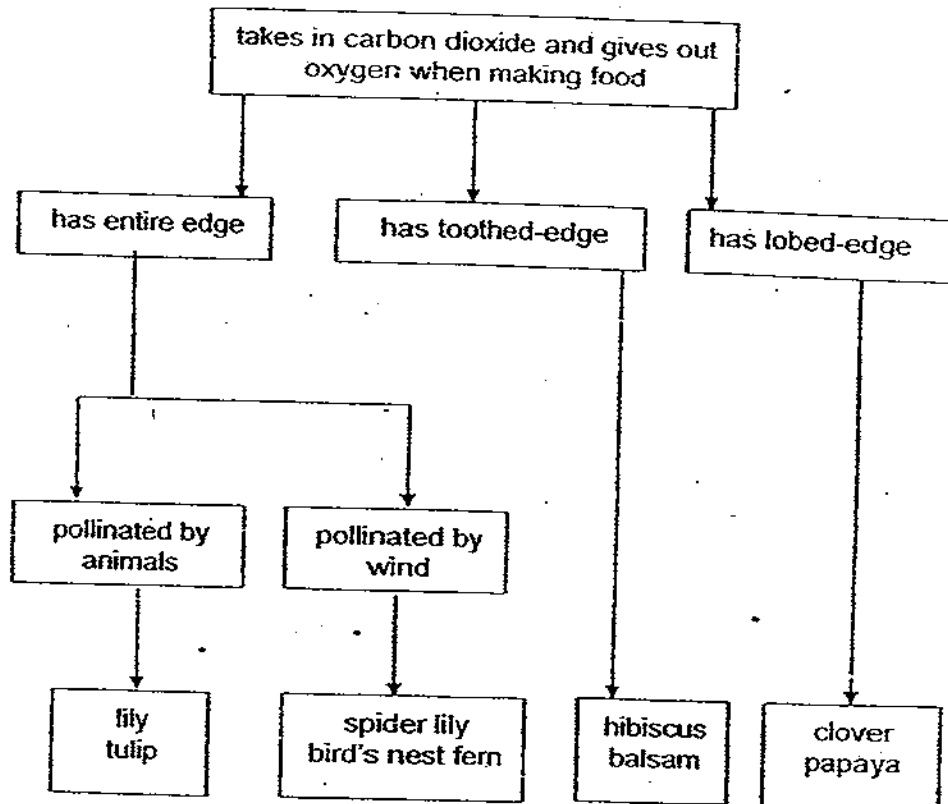 takes in carbon dioxide and gives out
oxygen when making food
has entire edge
has toothed-edge
has lobed-edge
pollinated by
animals
pollinated by
wind
lily
tulip
spider lily
bird's nest fern
hibiscus
balsam
clover
papaya